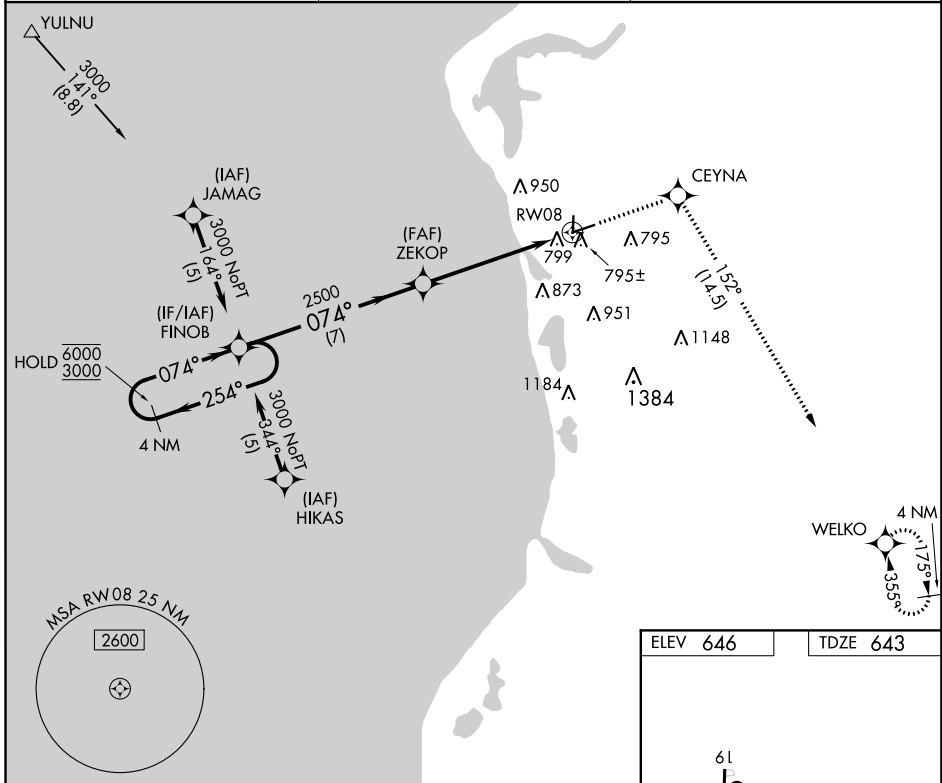 YULNU
3000
141°
(8.8)
(IAF)
JAMAG
3000 NoPT
164°
(5)
(IF/IAF)
FINOB
HOLD 6000
3000
074°
254°
4 NM
3000 NoPT
344°
(5)
(IAF)
HIKAS
2500
074°
(7)
(FAF)
ZEKOP
950
RW08
799
795±
795
873
951
1148
1184
1384
CEYNA
152°
(14.5)
WELKO
4 NM
175°
355°
MSA RW08 25 NM
2600
ELEV 646
TDZE 643
61